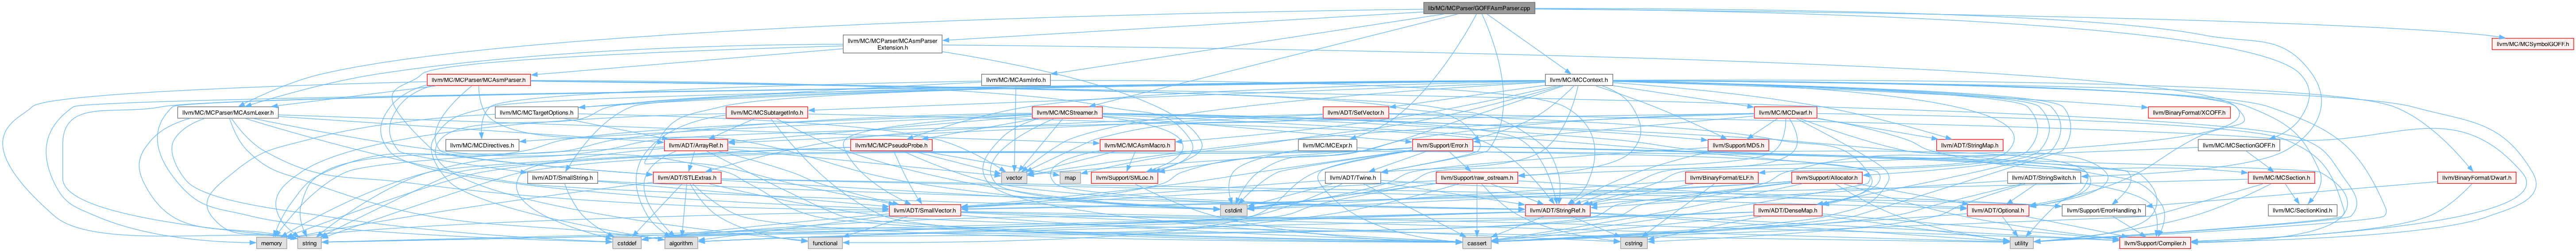 lib/MC/MCParser/GOFFAsmParser.cpp
llvm/MC/MCParser/MCAsmParser
Extension.h
llvm/MC/MCSymbolGOFF.h
llvm/MC/MCParser/MCAsmParser.h
llvm/MC/MCAsmInfo.h
llvm/MC/MCContext.h
llvm/MC/MCParser/MCAsmLexer.h
llvm/MC/MCTargetOptions.h
llvm/MC/MCSubtargetInfo.h
llvm/MC/MCStreamer.h
llvm/ADT/SetVector.h
llvm/MC/MCDwarf.h
llvm/BinaryFormat/XCOFF.h
llvm/MC/MCDirectives.h
llvm/ADT/ArrayRef.h
llvm/MC/MCPseudoProbe.h
llvm/MC/MCAsmMacro.h
llvm/MC/MCExpr.h
llvm/Support/Error.h
llvm/Support/MD5.h
llvm/ADT/StringMap.h
llvm/MC/MCSectionGOFF.h
llvm/ADT/SmallString.h
llvm/ADT/STLExtras.h
vector
map
llvm/Support/SMLoc.h
llvm/ADT/Twine.h
llvm/Support/raw_ostream.h
llvm/BinaryFormat/ELF.h
llvm/Support/Allocator.h
llvm/ADT/StringSwitch.h
llvm/MC/MCSection.h
llvm/BinaryFormat/Dwarf.h
llvm/ADT/SmallVector.h
cstdint
llvm/ADT/StringRef.h
llvm/ADT/DenseMap.h
llvm/ADT/Optional.h
llvm/Support/ErrorHandling.h
llvm/MC/SectionKind.h
memory
string
cstddef
algorithm
functional
cassert
cstring
utility
llvm/Support/Compiler.h